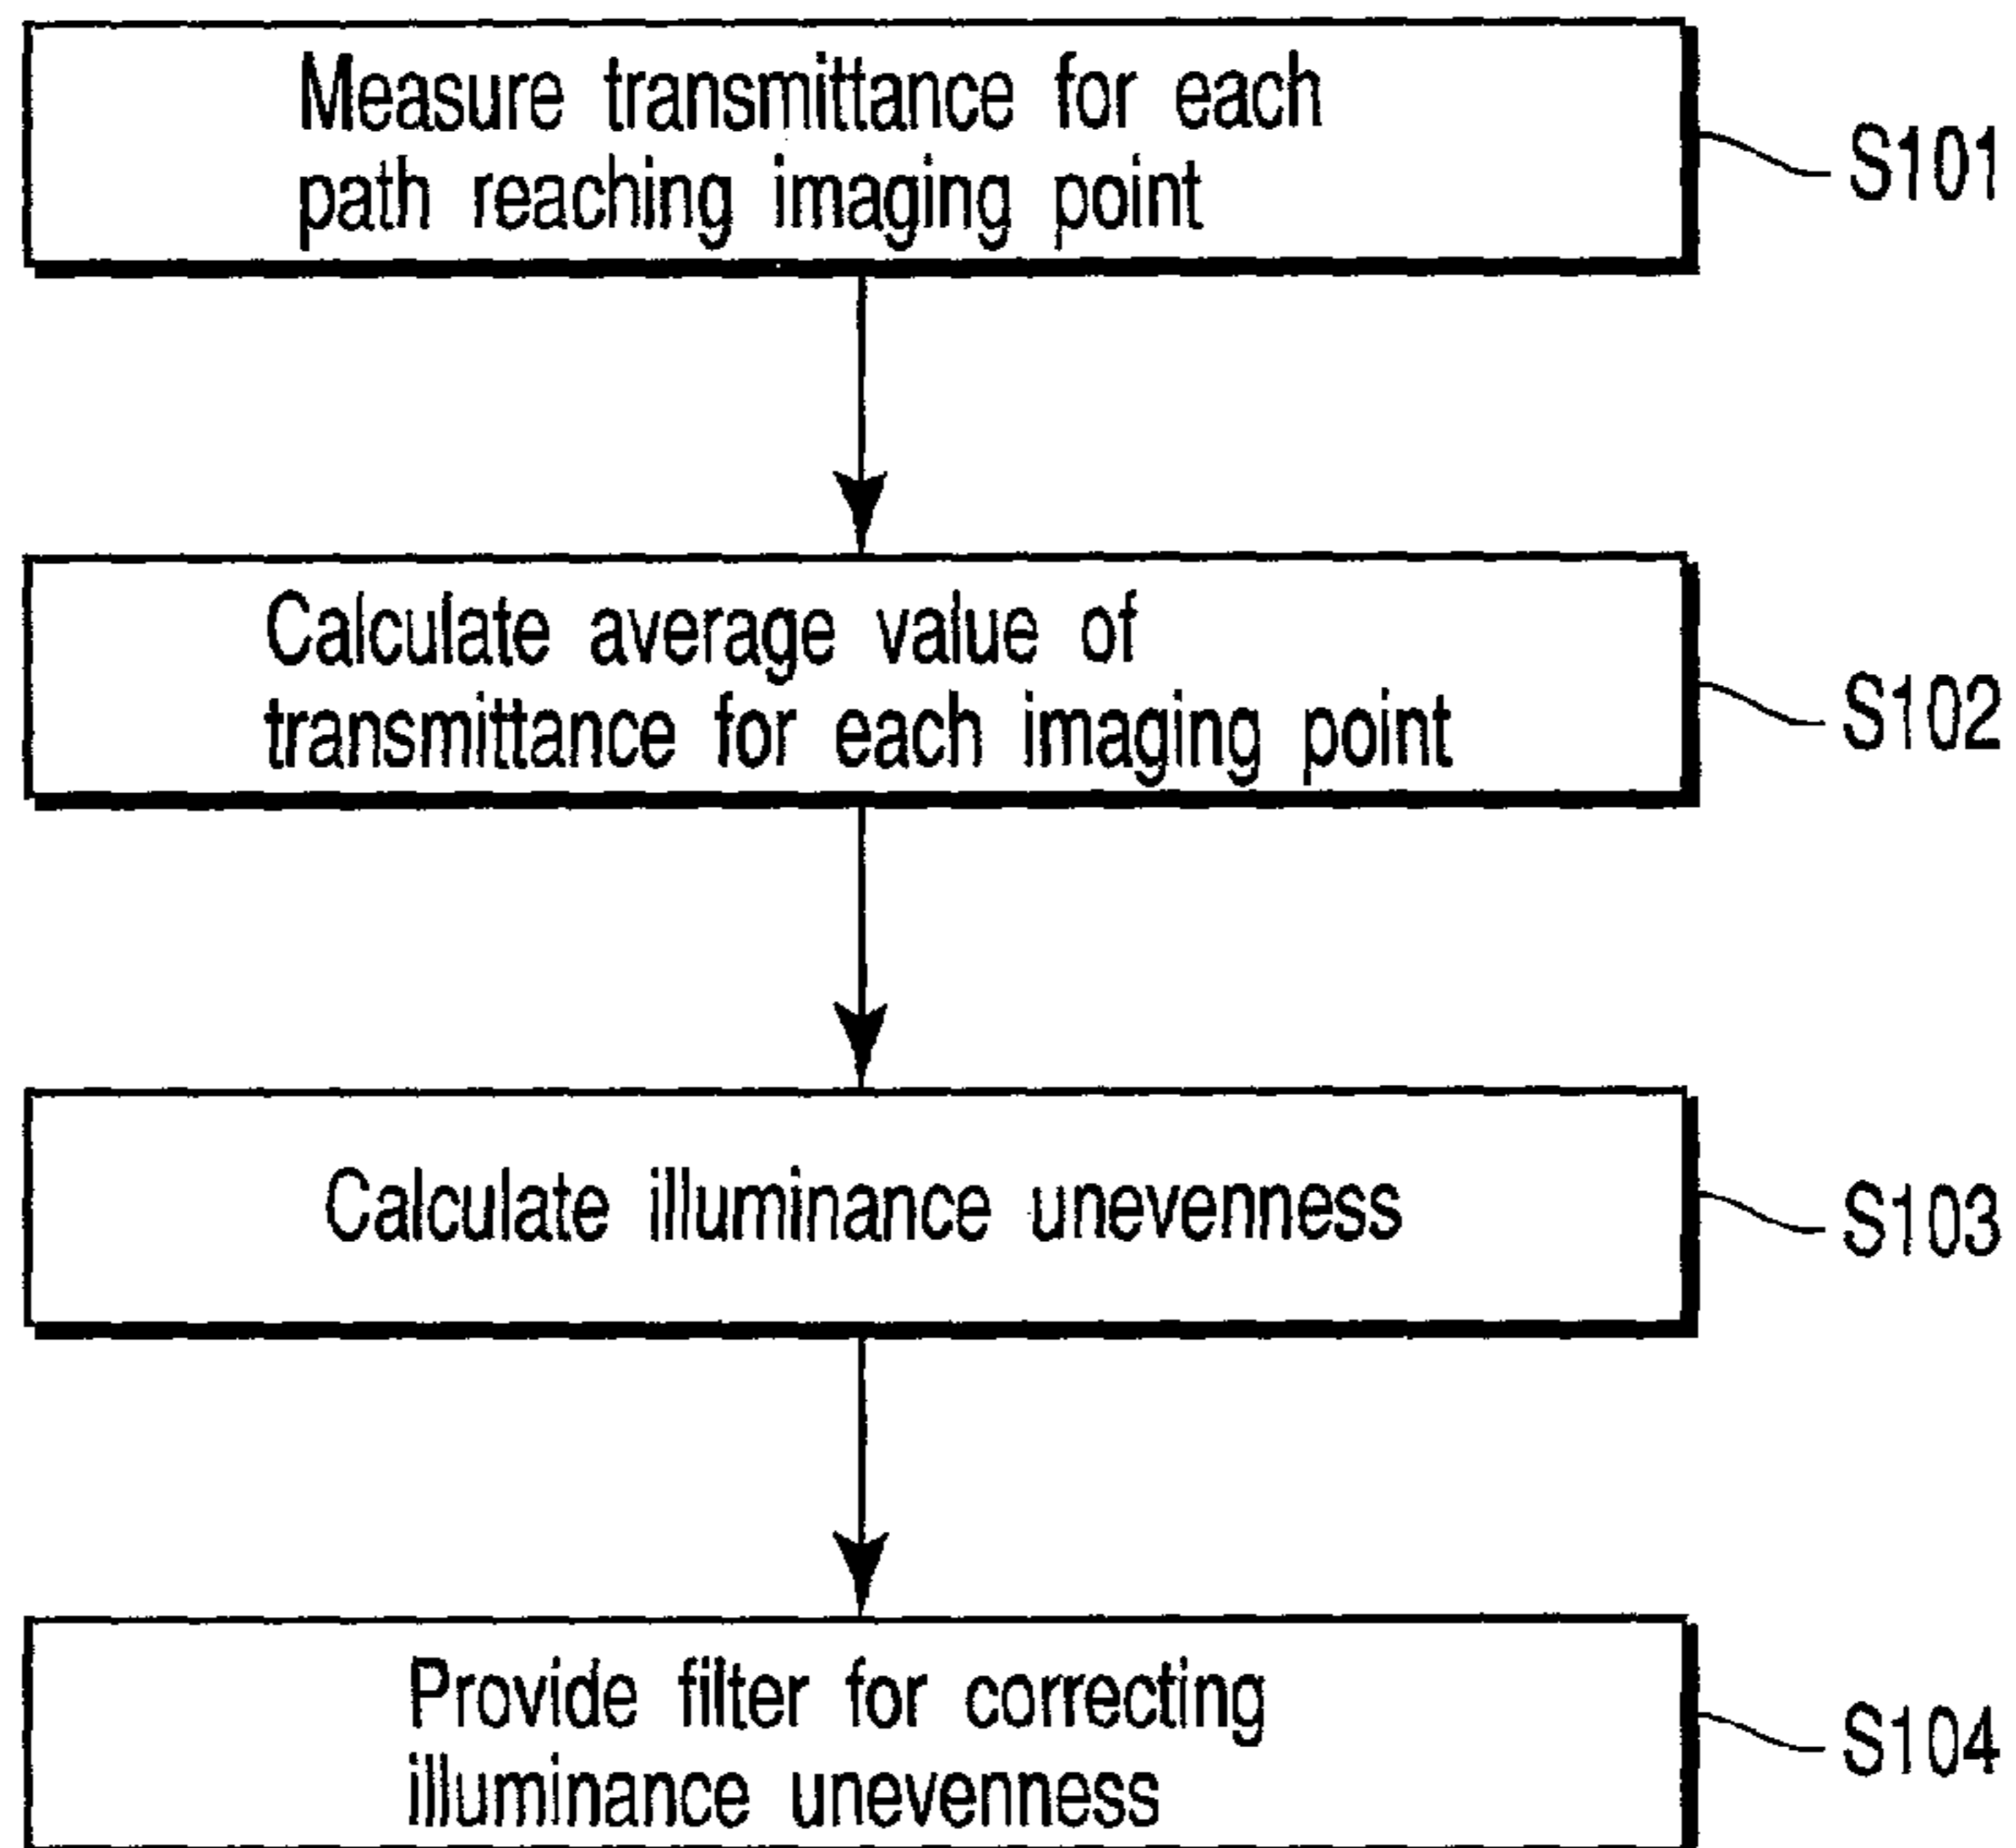 Measure transmittance for each
path reaching imaging point
S101
Calculate average value of
transmittance for each imaging point
S102
Calculate illuminance unevenness
S103
Provide filter for correcting
illuminance unevenness
S104